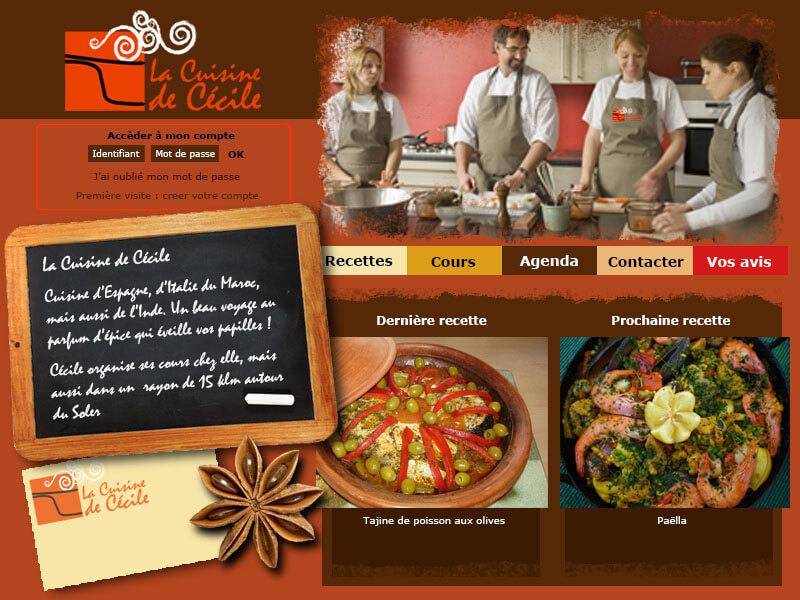 La Cuisine
de Cécile
Accèder à mon compte
Identifiant Mot de passe OK
J'ai oublié mon mot de passe
Première visite : creer votre compte
Recettes Cours Agenda Contacter Vos avis
La Cuisine de Cécile
Cuisine d'Espagne, d'Italie du Maroc,
mais aussi de l'Inde. Un beau voyage au
parfum d'épice qui éveille vos papilles !
Cécile organise ses cours chez elle, mais
aussi dans un rayon de 15 klm autour
du Soler
Dernière recette
Prochaine recette
Tajine de poisson aux olives
Paëlla
La Cuisine
de Cécile